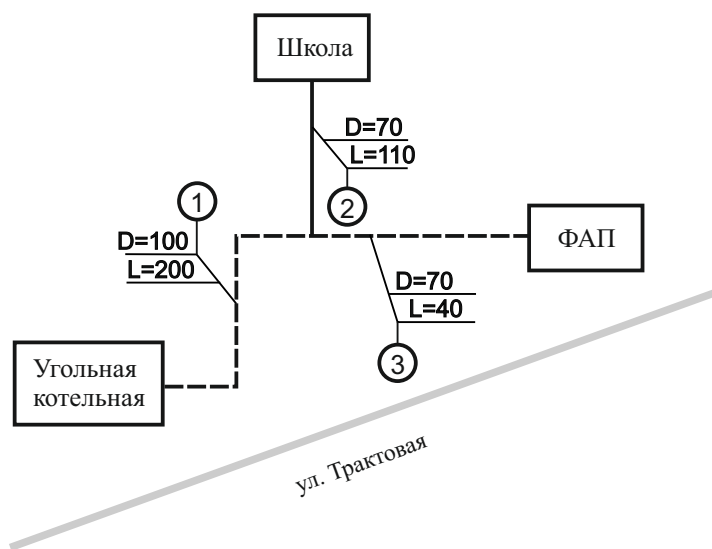 Школа
D=70
L=110
2
1
D=100
L=200
ФАП
D=70
L=40
3
Угольная
котельная
ул. Трактовая